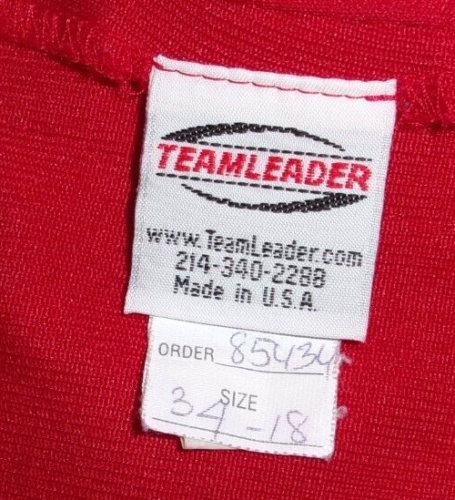 TEAMLEADER
www.TeamLeader.com
214-340-2288
Made in U.S.A.
ORDER 85434
SIZE
34-18